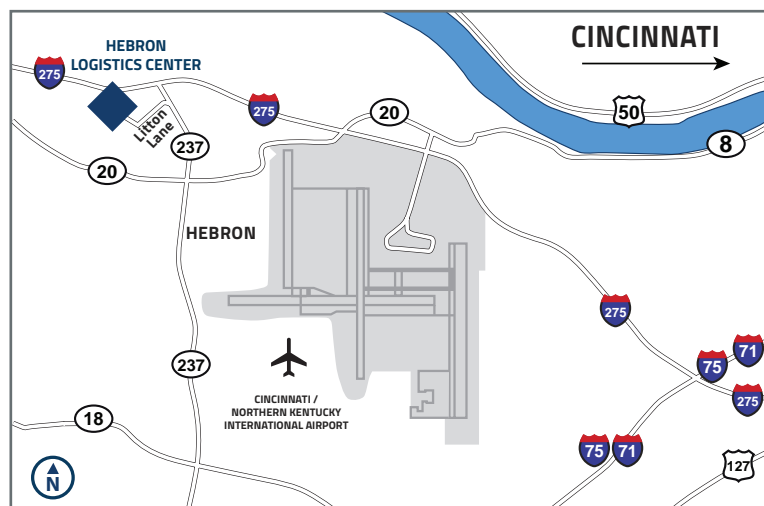 HEBRON
LOGISTICS CENTER
CINCINNATI
275
Litton
Lane
275
20
50
237
8
20
HEBRON
275
237
CINCINNATI /
NORTHERN KENTUCKY
INTERNATIONAL AIRPORT
75
71
275
18
75
71
127
N